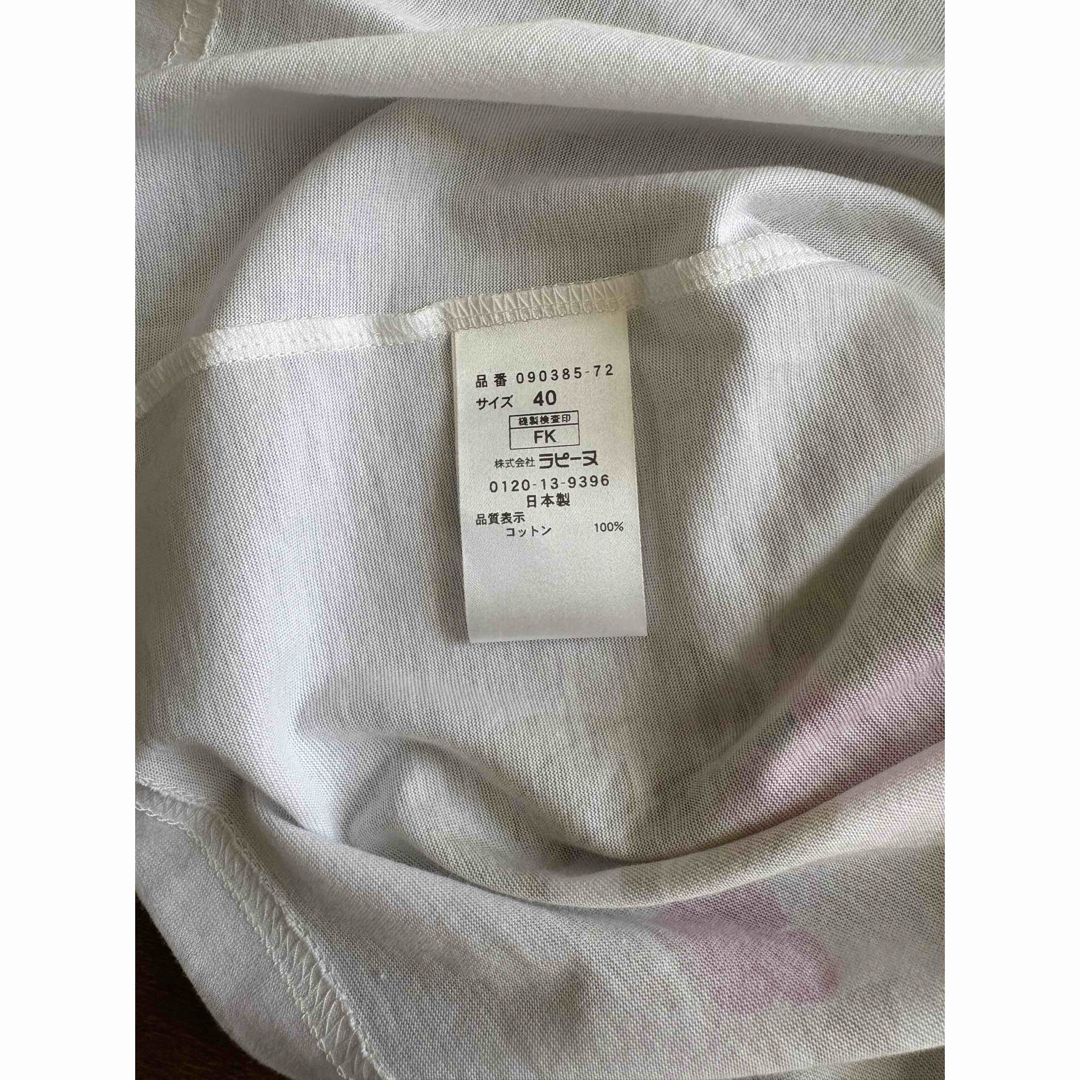 品番 090385-72
サイズ 40
縫製検査印
FK
株式会社 ラピーヌ
0120-13-9396
日本製
品質表示
コットン 100%